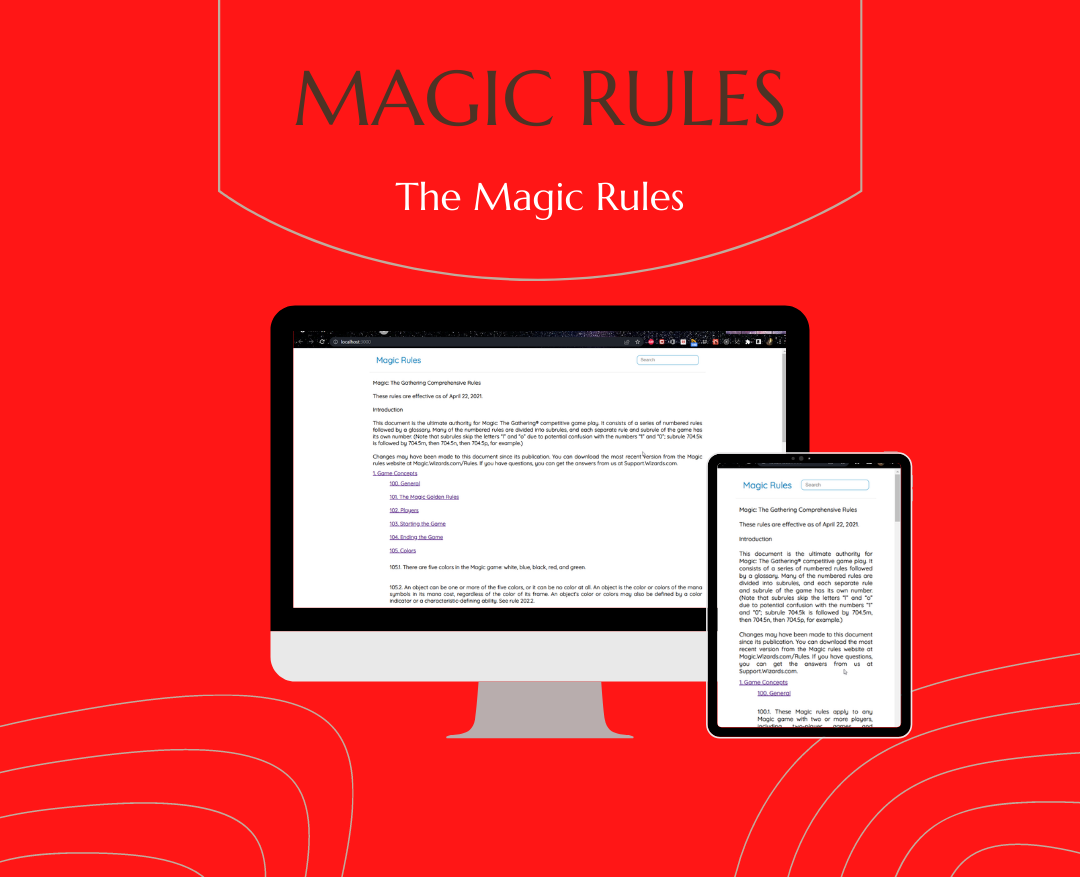 MAGIC RULES
The Magic Rules
localhost:3000
Magic Rules
Search
Magic: The Gathering Comprehensive Rules
These rules are effective as of April 22, 2021.
Introduction
This document is the ultimate authority for Magic: The Gathering® competitive game play. It consists of a series of numbered rules
followed by a glossary. Many of the numbered rules are divided into subrules, and each separate rule and subrule of the game has
its own number. (Note that subrules skip the letters "l" and "o" due to potential confusion with the numbers "1" and "0"; subrule 704.5k
is followed by 704.5m, then 704.5n, then 704.5p, for example.)
Changes may have been made to this document since its publication. You can download the most recent version from the Magic
rules website at Magic.Wizards.com/Rules. If you have questions, you can get the answers from us at Support.Wizards.com.
1. Game Concepts
100. General
101. The Magic Golden Rules
102. Players
103. Starting the Game
104. Ending the Game
105. Colors
105.1. There are five colors in the Magic game: white, blue, black, red, and green.
105.2. An object can be one or more of the five colors, or it can be no color at all. An object is the color or colors of the mana
symbols in its mana cost, regardless of the color of its frame. An object's color or colors may also be defined by a color
indicator or a characteristic-defining ability. See rule 202.2.
Magic Rules
Search
Magic: The Gathering Comprehensive Rules
These rules are effective as of April 22, 2021.
Introduction
This document is the ultimate authority for
Magic: The Gathering® competitive game play. It
consists of a series of numbered rules followed
by a glossary. Many of the numbered rules are
divided into subrules, and each separate rule
and subrule of the game has its own number.
(Note that subrules skip the letters "l" and "o"
due to potential confusion with the numbers "1"
and "0"; subrule 704.5k is followed by 704.5m,
then 704.5n, then 704.5p, for example.)
Changes may have been made to this document
since its publication. You can download the most
recent version from the Magic rules website at
Magic.Wizards.com/Rules. If you have questions,
you can get the answers from us at
Support.Wizards.com.
1. Game Concepts
100. General
100.1. These Magic rules apply to any
Magic game with two or more players,
including two-player games and